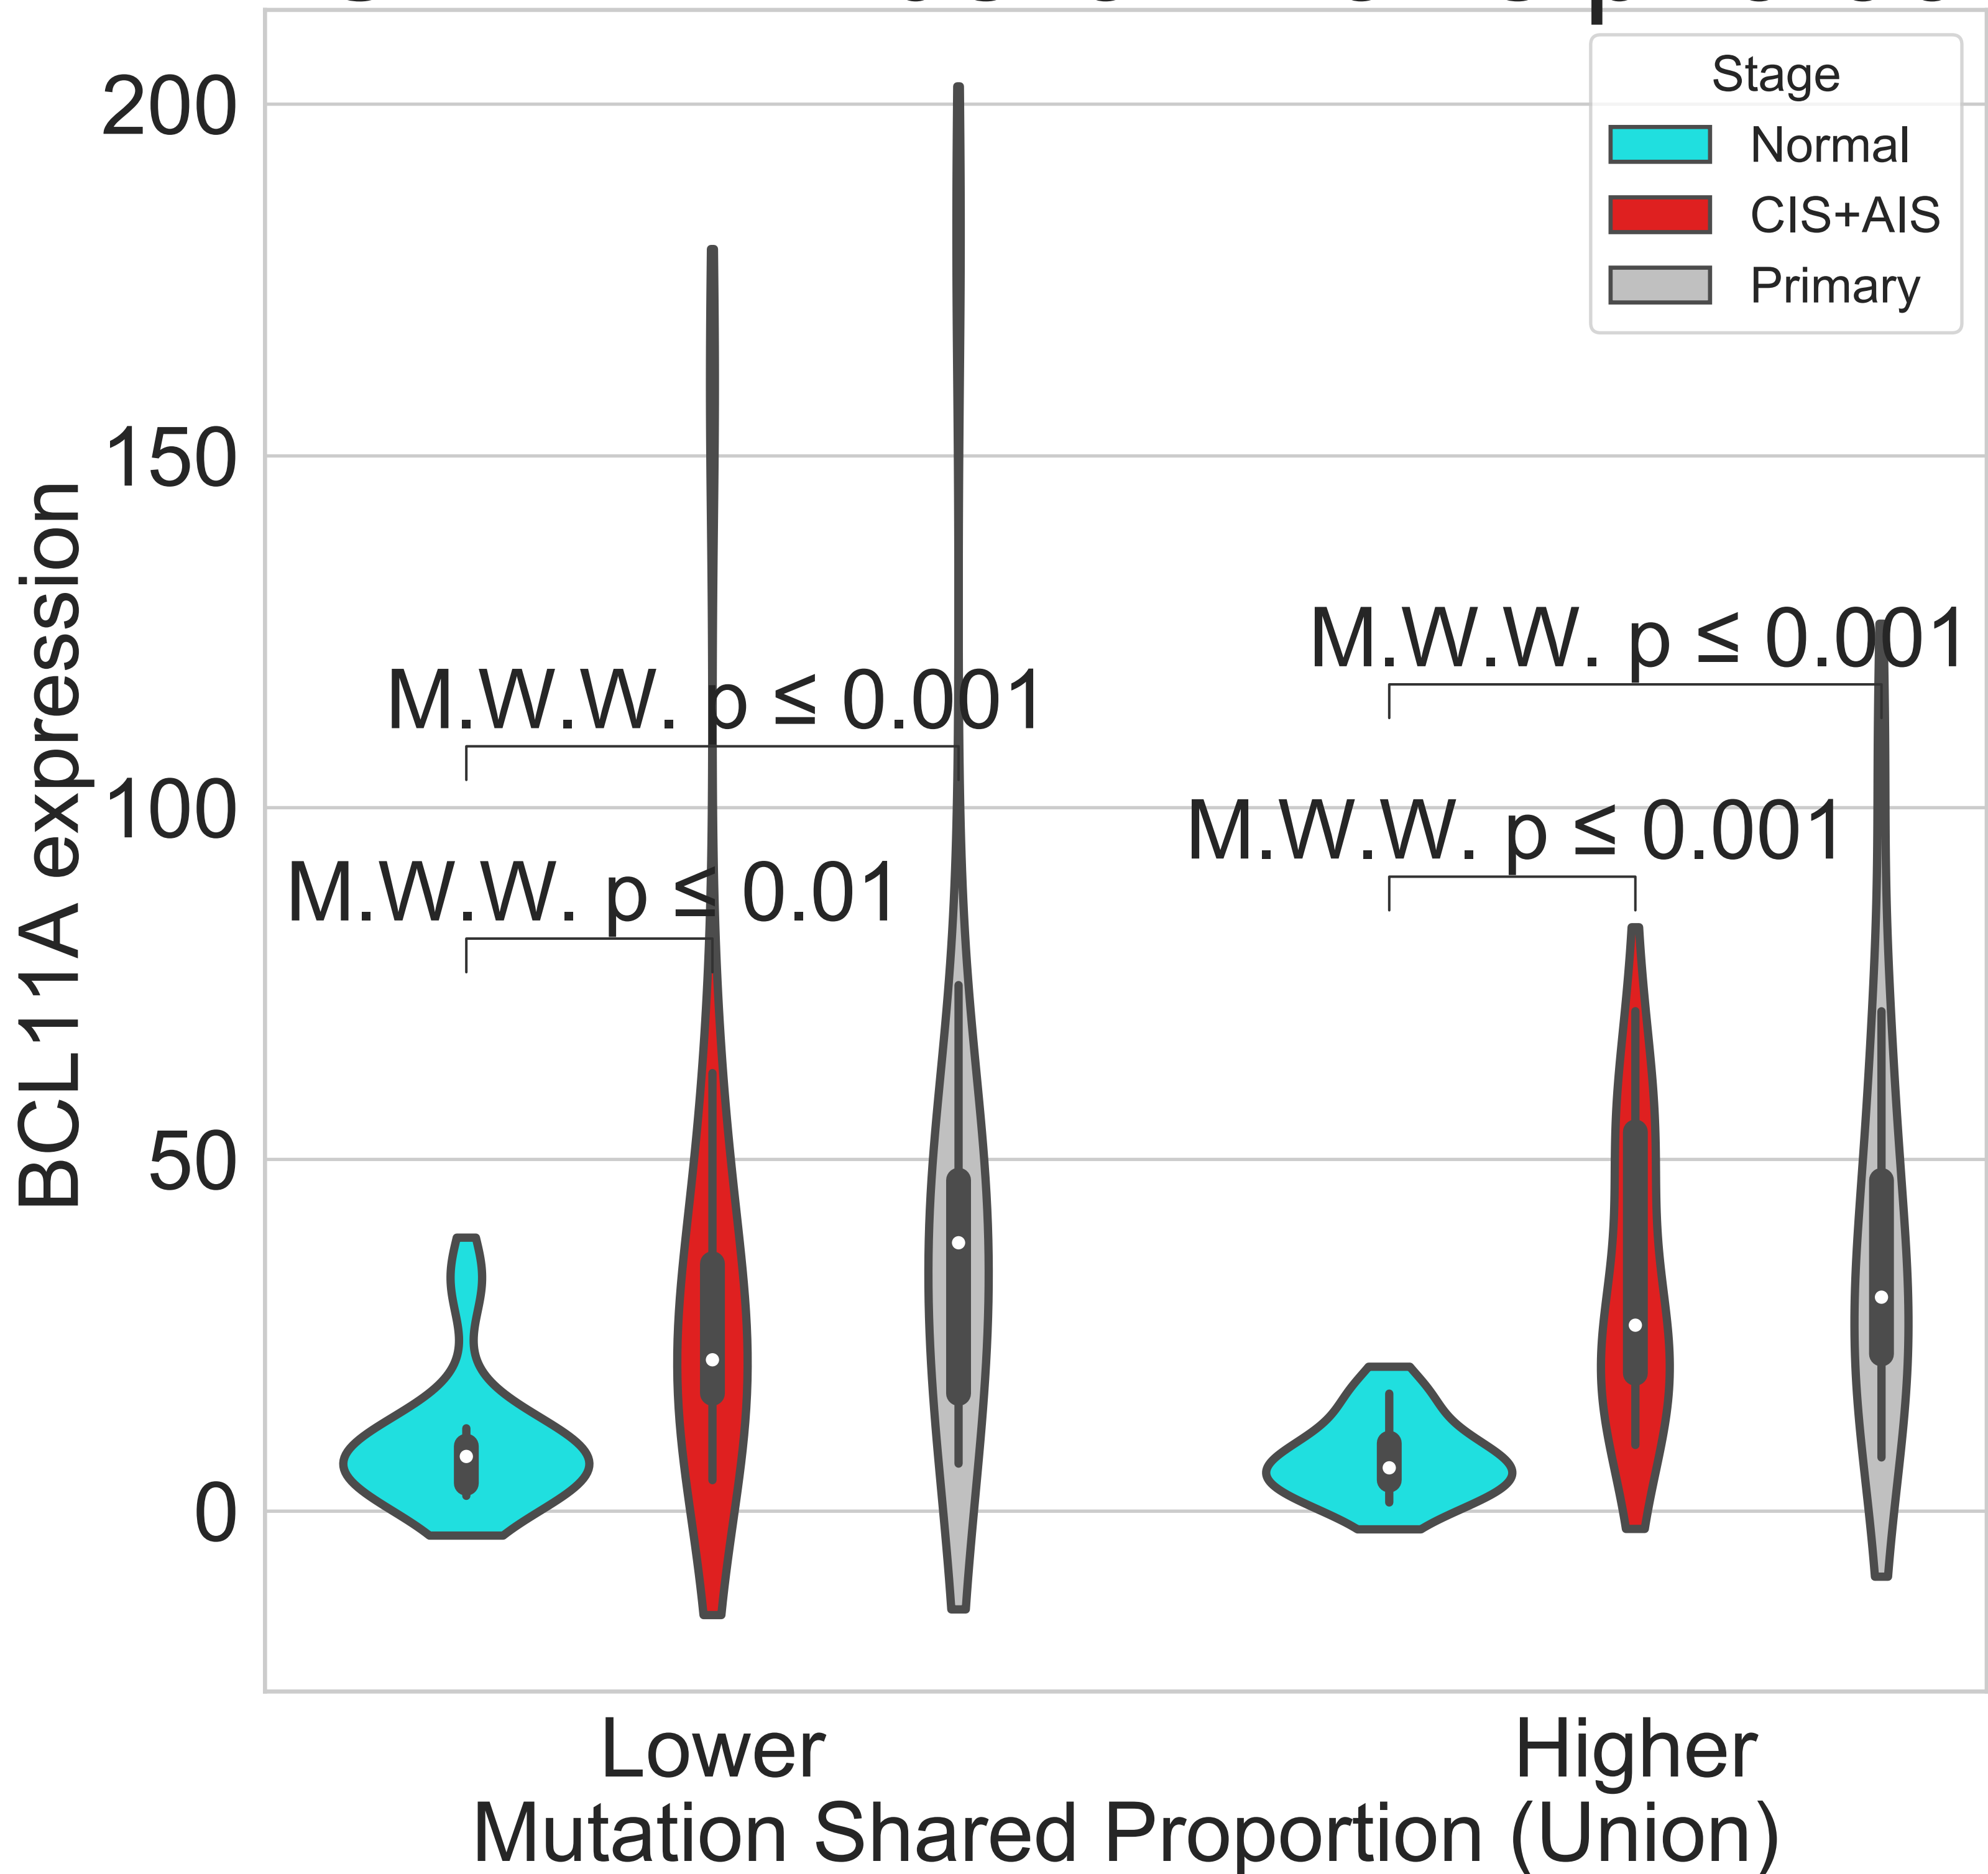 Stage
Normal
CIS+AIS
Primary
200
150
100
50
0
BCL11A expression
M.W.W. p ≤ 0.001
M.W.W. p ≤ 0.01
M.W.W. p ≤ 0.001
M.W.W. p ≤ 0.001
Lower
Higher
Mutation Shared Proportion (Union)